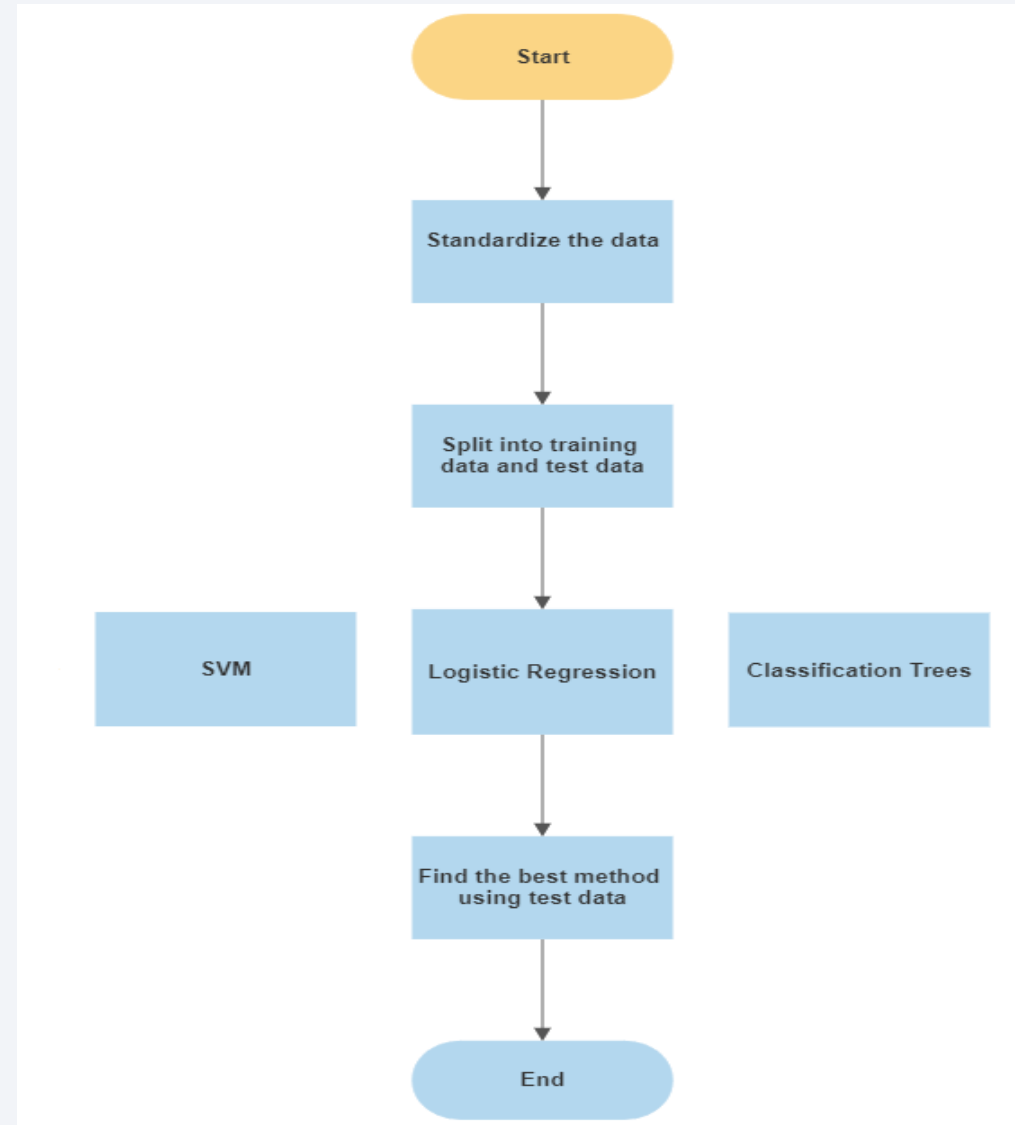 Start
Standardize the data
Split into training
data and test data
SVM
Logistic Regression
Classification Trees
Find the best method
using test data
End